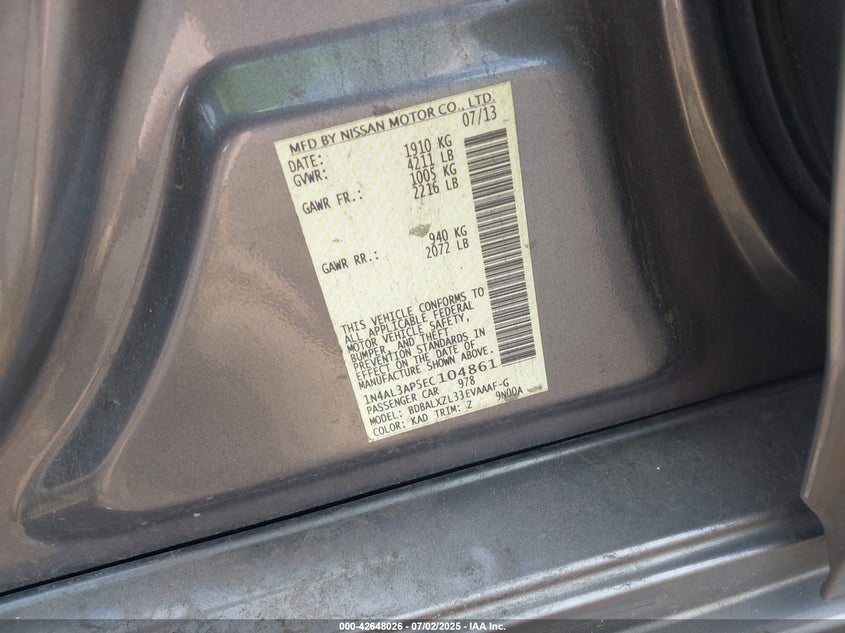 MFD BY NISSAN MOTOR CO., LTD.
DATE: 07/13
GVWR: 1910 KG
4211 LB
GAWR FR.: 1005 KG
2216 LB
GAWR RR.: 940 KG
2072 LB
THIS VEHICLE CONFORMS TO
ALL APPLICABLE FEDERAL
MOTOR VEHICLE SAFETY,
BUMPER, AND THEFT
PREVENTION STANDARDS IN
EFFECT ON THE DATE OF
MANUFACTURE SHOWN ABOVE.
1N4AL3AP5EC104861
PASSENGER CAR 978
MODEL: BDBALXZL33EVAAAF-G
COLOR: KAD TRIM: Z 9N00A
000-42648026 - 07/02/2025 - IAA Inc.